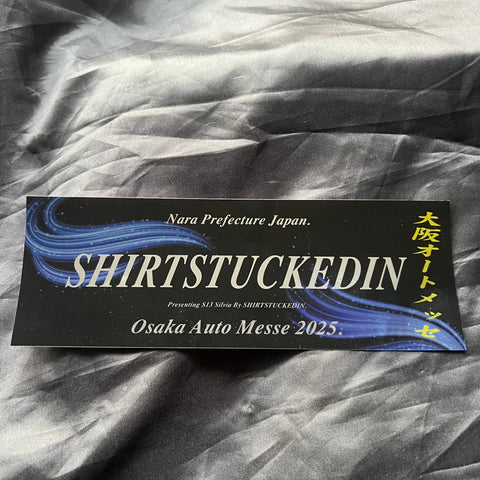 Nara Prefecture Japan.
SHIRTSTUCKEDIN
Presenting S13 Silvia By SHIRTSTUCKEDIN.
Osaka Auto Messe 2025.
大阪オートメッセ